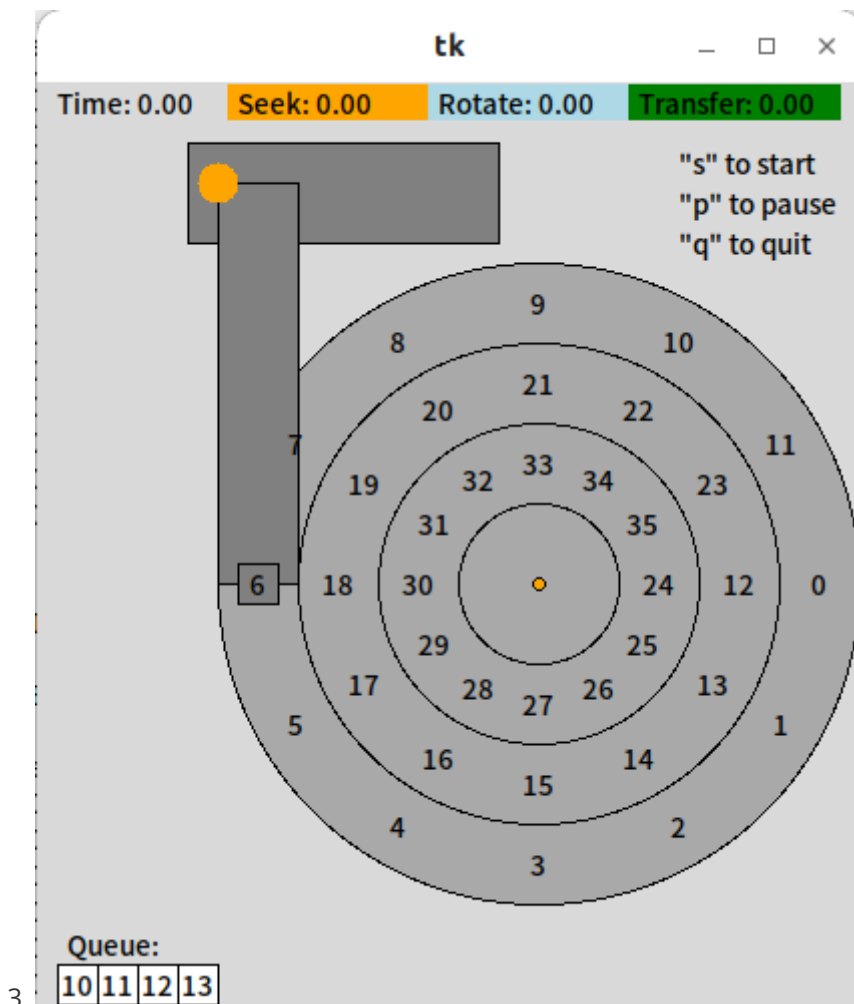 tk
Time: 0.00 Seek: 0.00 Rotate: 0.00 Transfer: 0.00
"s" to start
"p" to pause
"q" to quit
9
8 10
21
20 22
7 11
33
32 34
19 23
31 35
6 18 30 24 12 0
29 25
17 28 26 13
27
5 1
16 14
15
4 2
3
Queue:
10 11 12 13
3